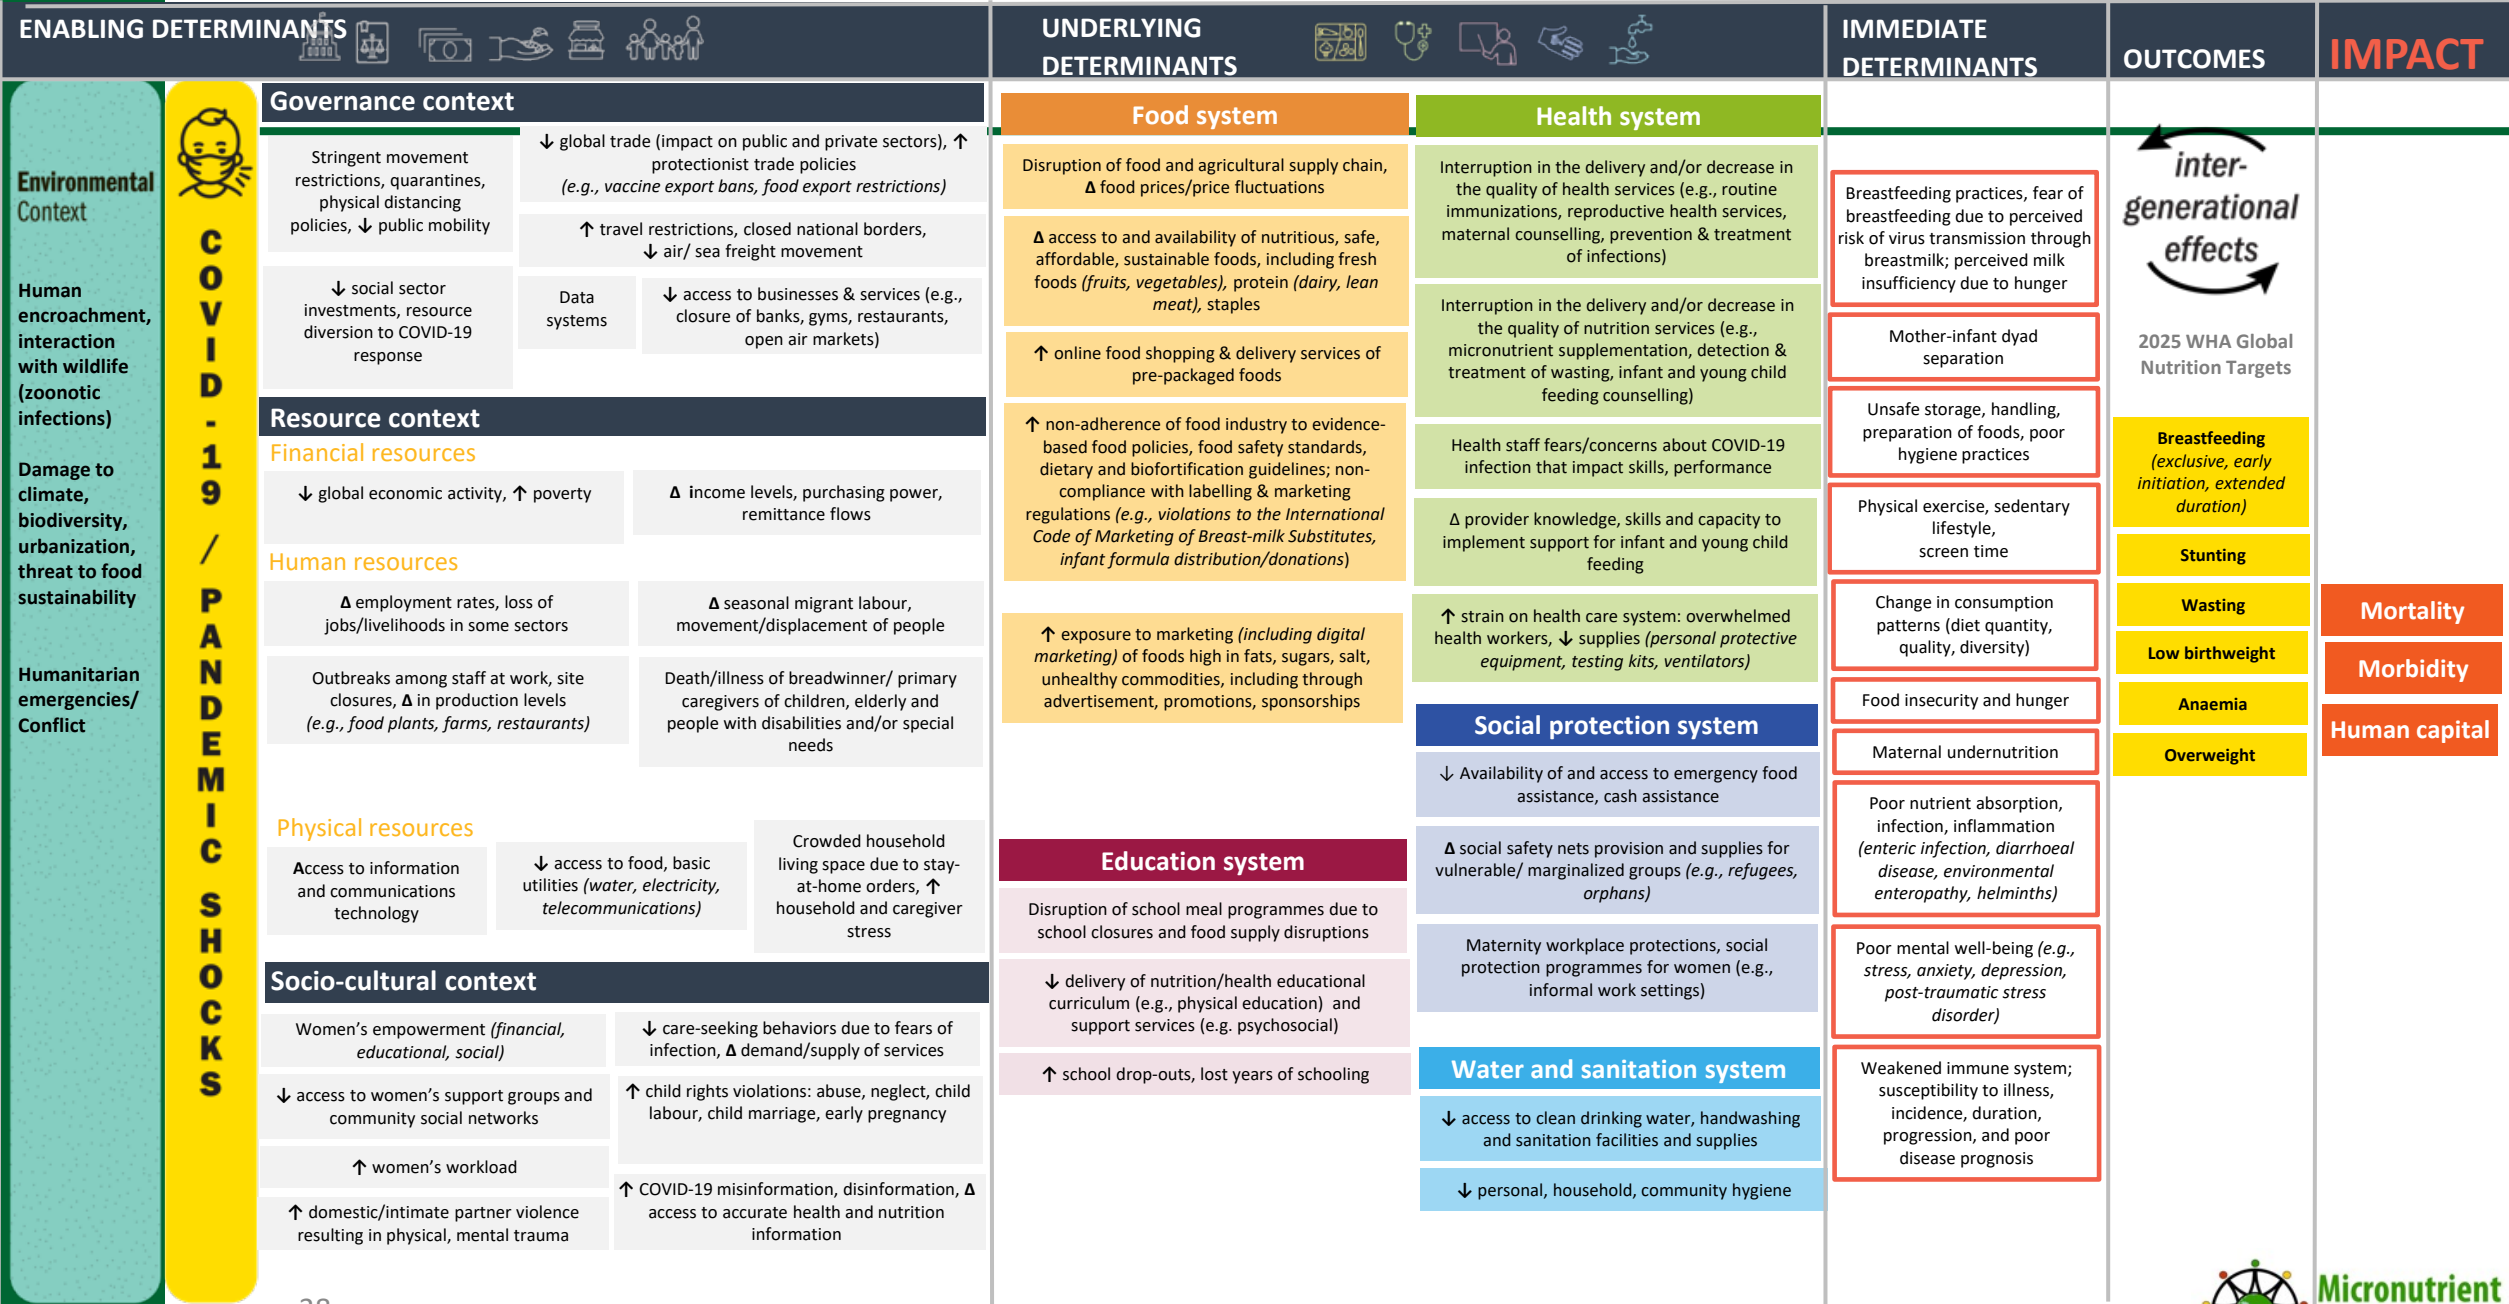 ENABLING DETERMINANTS
UNDERLYING
DETERMINANTS
IMMEDIATE
DETERMINANTS
OUTCOMES
IMPACT
Environmental
Context
Human
encroachment,
interaction
with wildlife
(zoonotic
infections)
Damage to
climate,
biodiversity,
urbanization,
threat to food
sustainability
Humanitarian
emergencies/
Conflict
COVID-19 / PANDEMIC SHOCKS
Governance context
Stringent movement
restrictions, quarantines,
physical distancing
policies, ↓ public mobility
↓ global trade (impact on public and private sectors), ↑
protectionist trade policies
(e.g., vaccine export bans, food export restrictions)
↑ travel restrictions, closed national borders,
↓ air/ sea freight movement
↓ social sector
investments, resource
diversion to COVID-19
response
Data
systems
↓ access to businesses & services (e.g.,
closure of banks, gyms, restaurants,
open air markets)
Resource context
Financial resources
↓ global economic activity, ↑ poverty
Δ income levels, purchasing power,
remittance flows
Human resources
Δ employment rates, loss of
jobs/livelihoods in some sectors
Δ seasonal migrant labour,
movement/displacement of people
Outbreaks among staff at work, site
closures, Δ in production levels
(e.g., food plants, farms, restaurants)
Death/illness of breadwinner/ primary
caregivers of children, elderly and
people with disabilities and/or special
needs
Physical resources
Access to information
and communications
technology
↓ access to food, basic
utilities (water, electricity,
telecommunications)
Crowded household
living space due to stay-
at-home orders, ↑
household and caregiver
stress
Socio-cultural context
Women’s empowerment (financial,
educational, social)
↓ care-seeking behaviors due to fears of
infection, Δ demand/supply of services
↓ access to women’s support groups and
community social networks
↑ child rights violations: abuse, neglect, child
labour, child marriage, early pregnancy
↑ women’s workload
↑ domestic/intimate partner violence
resulting in physical, mental trauma
↑ COVID-19 misinformation, disinformation, Δ
access to accurate health and nutrition
information
Food system
Disruption of food and agricultural supply chain,
Δ food prices/price fluctuations
Δ access to and availability of nutritious, safe,
affordable, sustainable foods, including fresh
foods (fruits, vegetables), protein (dairy, lean
meat), staples
↑ online food shopping & delivery services of
pre-packaged foods
↑ non-adherence of food industry to evidence-
based food policies, food safety standards,
dietary and biofortification guidelines; non-
compliance with labelling & marketing
regulations (e.g., violations to the International
Code of Marketing of Breast-milk Substitutes,
infant formula distribution/donations)
↑ exposure to marketing (including digital
marketing) of foods high in fats, sugars, salt,
unhealthy commodities, including through
advertisement, promotions, sponsorships
Education system
Disruption of school meal programmes due to
school closures and food supply disruptions
↓ delivery of nutrition/health educational
curriculum (e.g., physical education) and
support services (e.g. psychosocial)
↑ school drop-outs, lost years of schooling
Health system
Interruption in the delivery and/or decrease in
the quality of health services (e.g., routine
immunizations, reproductive health services,
maternal counselling, prevention & treatment
of infections)
Interruption in the delivery and/or decrease in
the quality of nutrition services (e.g.,
micronutrient supplementation, detection &
treatment of wasting, infant and young child
feeding counselling)
Health staff fears/concerns about COVID-19
infection that impact skills, performance
Δ provider knowledge, skills and capacity to
implement support for infant and young child
feeding
↑ strain on health care system: overwhelmed
health workers, ↓ supplies (personal protective
equipment, testing kits, ventilators)
Social protection system
↓ Availability of and access to emergency food
assistance, cash assistance
Δ social safety nets provision and supplies for
vulnerable/ marginalized groups (e.g., refugees,
orphans)
Maternity workplace protections, social
protection programmes for women (e.g.,
informal work settings)
Water and sanitation system
↓ access to clean drinking water, handwashing
and sanitation facilities and supplies
↓ personal, household, community hygiene
Breastfeeding practices, fear of
breastfeeding due to perceived
risk of virus transmission through
breastmilk; perceived milk
insufficiency due to hunger
Mother-infant dyad
separation
Unsafe storage, handling,
preparation of foods, poor
hygiene practices
Physical exercise, sedentary
lifestyle,
screen time
Change in consumption
patterns (diet quantity,
quality, diversity)
Food insecurity and hunger
Maternal undernutrition
Poor nutrient absorption,
infection, inflammation
(enteric infection, diarrhoeal
disease, environmental
enteropathy, helminths)
Poor mental well-being (e.g.,
stress, anxiety, depression,
post-traumatic stress
disorder)
Weakened immune system;
susceptibility to illness,
incidence, duration,
progression, and poor
disease prognosis
inter-
generational
effects
2025 WHA Global
Nutrition Targets
Breastfeeding
(exclusive, early
initiation, extended
duration)
Stunting
Wasting
Low birthweight
Anaemia
Overweight
Mortality
Morbidity
Human capital
Micronutrient